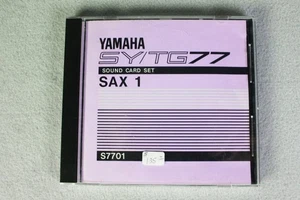 YAMAHA
SY/TG77
SOUND CARD SET
SAX 1
S7701